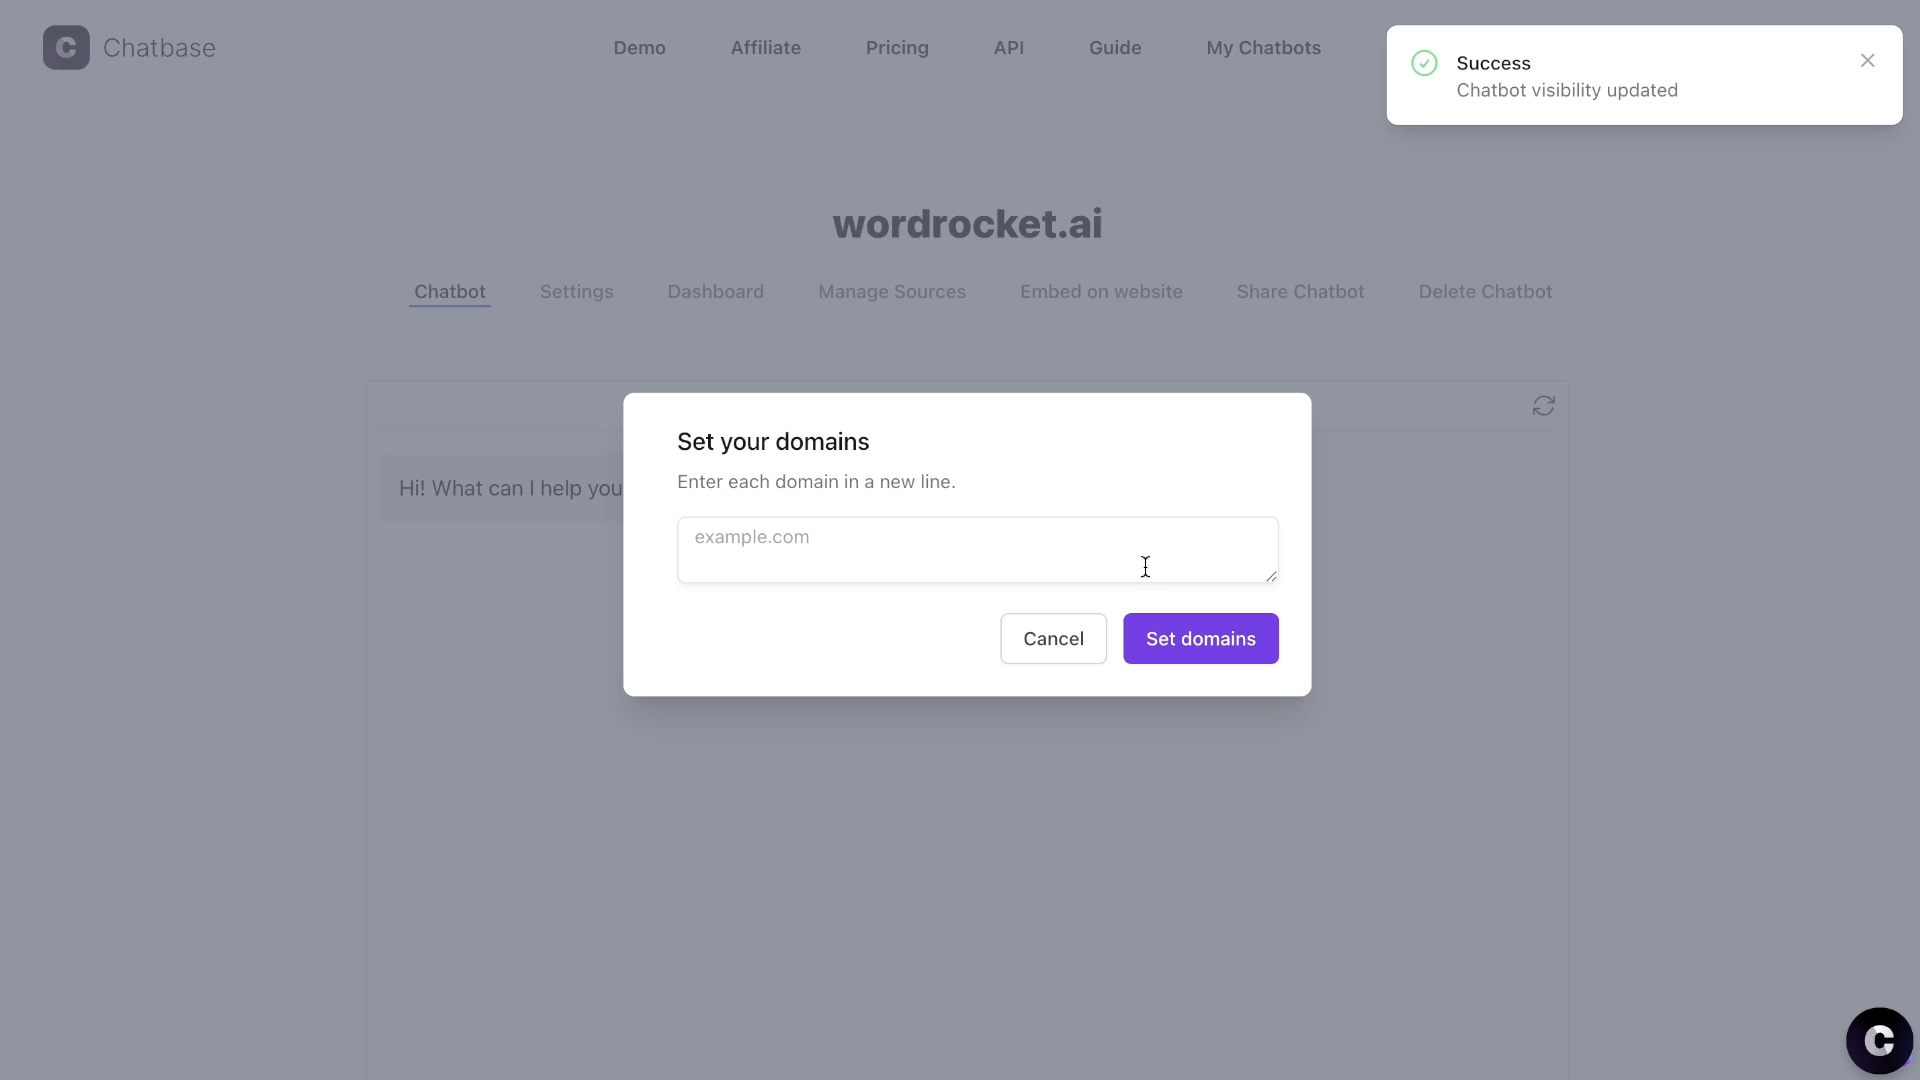 C Chatbase
Demo Affiliate Pricing API Guide My Chatbots
Success
Chatbot visibility updated
wordrocket.ai
Chatbot Settings Dashboard Manage Sources Embed on website Share Chatbot Delete Chatbot
Hi! What can I help you
Set your domains
Enter each domain in a new line.
example.com
Cancel Set domains
C